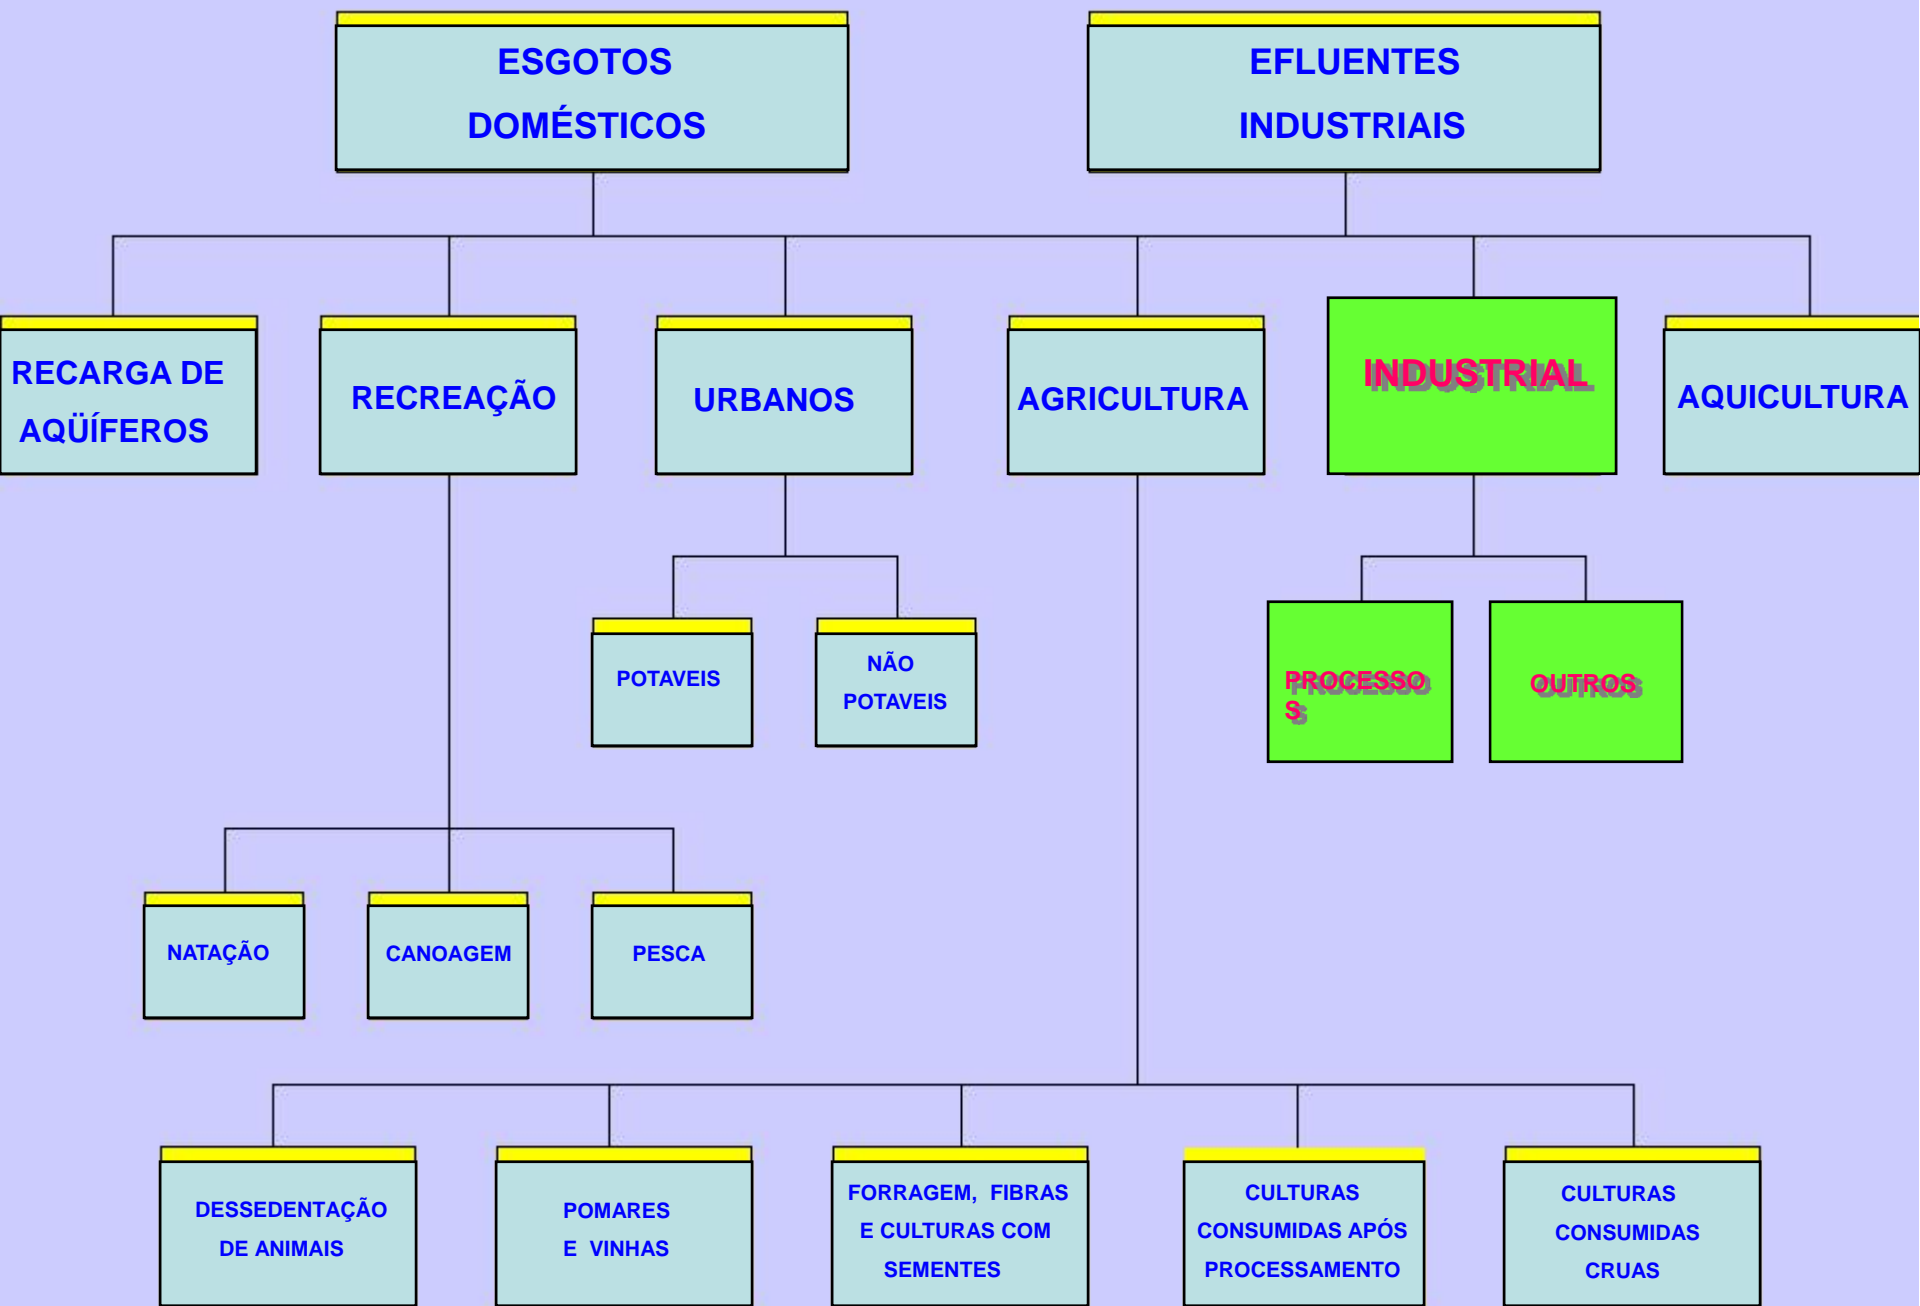 ESGOTOS
DOMÉSTICOS
EFLUENTES
INDUSTRIAIS
RECARGA DE
AQÜÍFEROS
RECREAÇÃO
URBANOS
AGRICULTURA
INDUSTRIAL
AQUICULTURA
POTAVEIS
NÃO
POTAVEIS
PROCESSO
S
OUTROS
NATAÇÃO
CANOAGEM
PESCA
DESSEDENTAÇÃO
DE ANIMAIS
POMARES
E VINHAS
FORRAGEM, FIBRAS
E CULTURAS COM
SEMENTES
CULTURAS
CONSUMIDAS APÓS
PROCESSAMENTO
CULTURAS
CONSUMIDAS
CRUAS